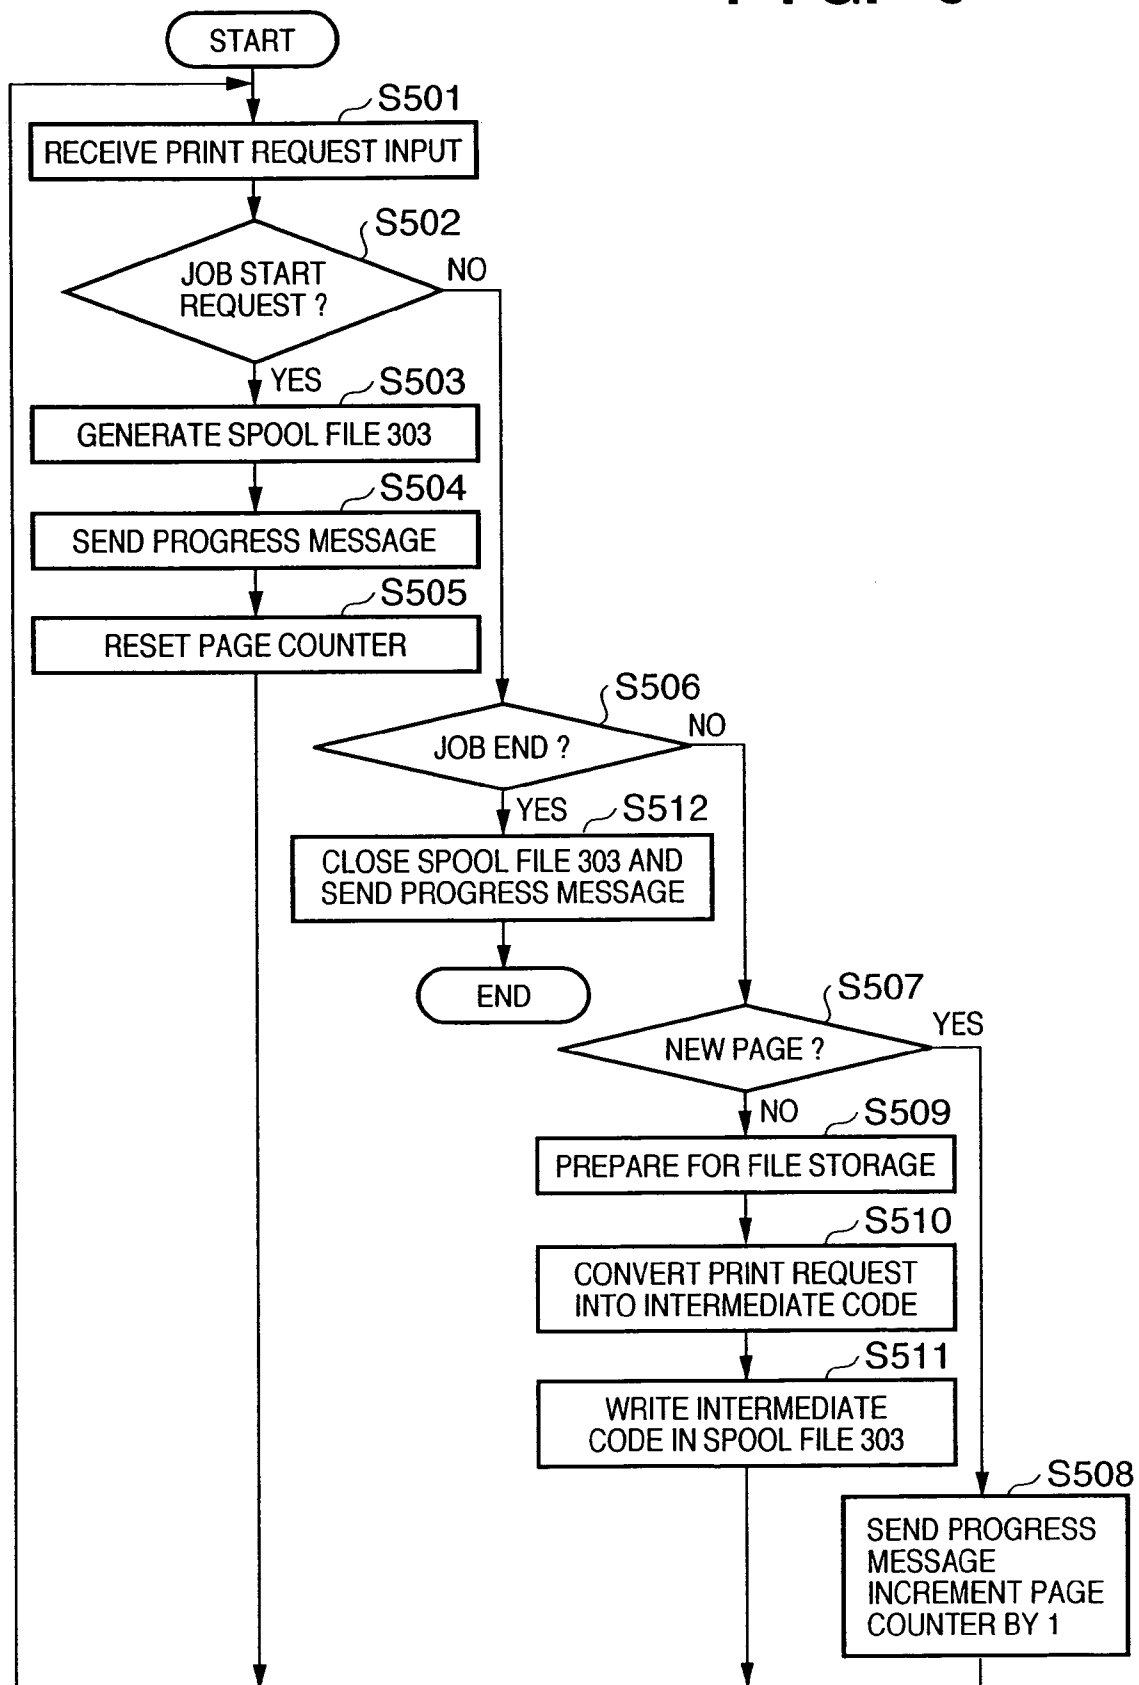 START
S501
RECEIVE PRINT REQUEST INPUT
S502
JOB START
REQUEST ?
NO
YES
S503
GENERATE SPOOL FILE 303
S504
SEND PROGRESS MESSAGE
S505
RESET PAGE COUNTER
S506
JOB END ?
NO
YES
S512
CLOSE SPOOL FILE 303 AND
SEND PROGRESS MESSAGE
END
S507
NEW PAGE ?
YES
NO
S509
PREPARE FOR FILE STORAGE
S510
CONVERT PRINT REQUEST
INTO INTERMEDIATE CODE
S511
WRITE INTERMEDIATE
CODE IN SPOOL FILE 303
S508
SEND PROGRESS
MESSAGE
INCREMENT PAGE
COUNTER BY 1